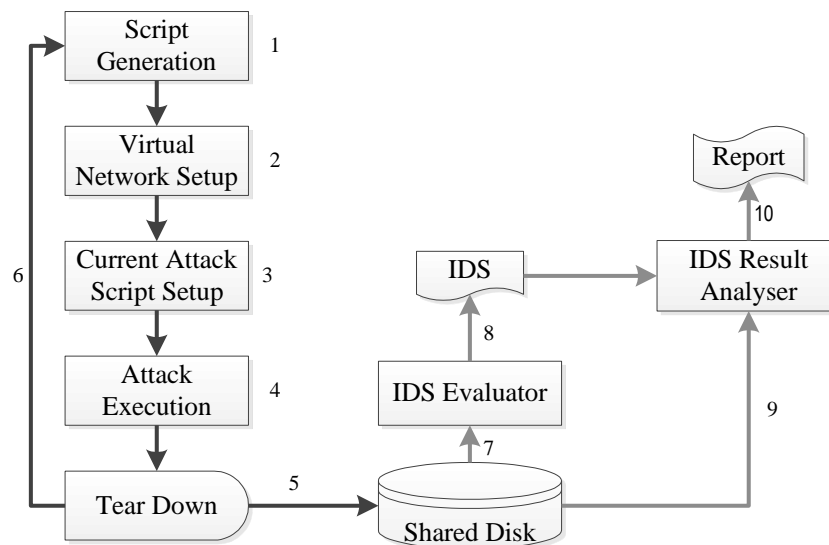 Script
Generation
1
Virtual
Network Setup
2
Report
10
6
Current Attack
Script Setup
3
IDS
IDS Result
Analyser
8
Attack
Execution
4
IDS Evaluator
9
7
Tear Down
5
Shared Disk